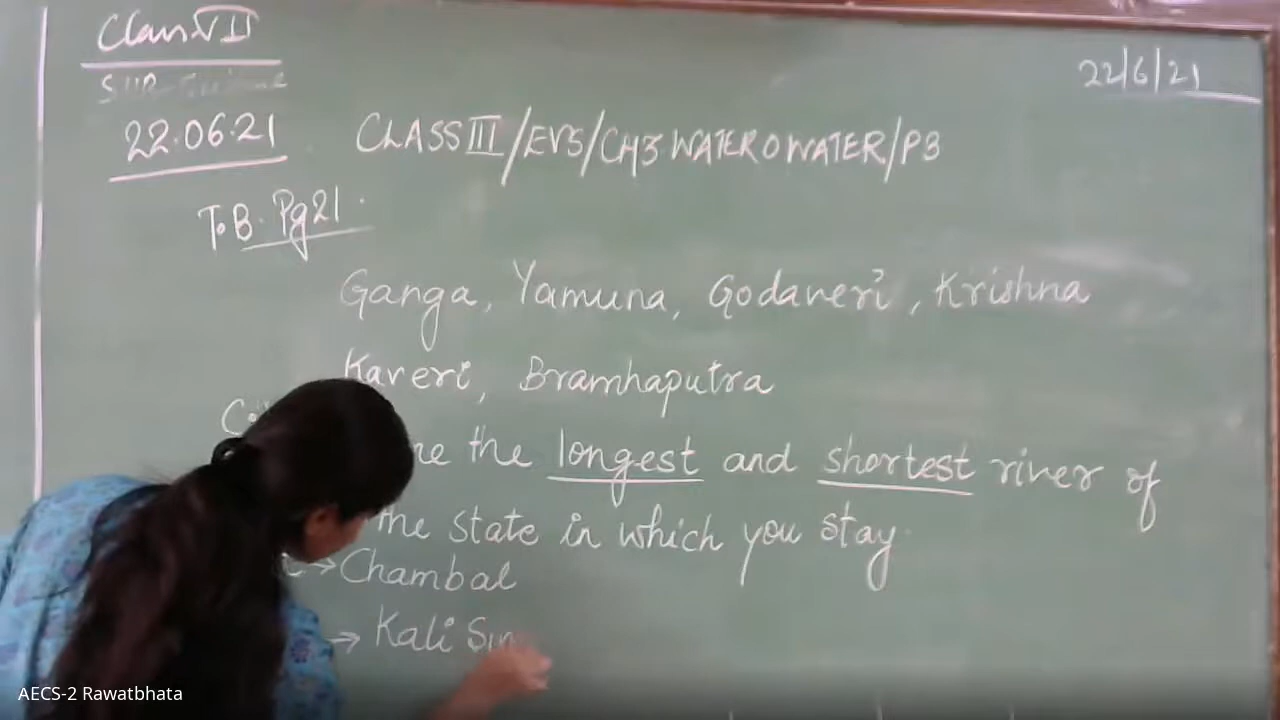 Class VII
22/6/21
22.06.21
CLASS III/EVS/CH3 WATER O WATER/P3
T.B. Pg 21.
Ganga, Yamuna, Godaveri, Krishna
Kaveri, Bramhaputra
the longest and shortest river of
the state in which you stay.
→ Chambal
→ Kali Sin
AECS-2 Rawatbhata